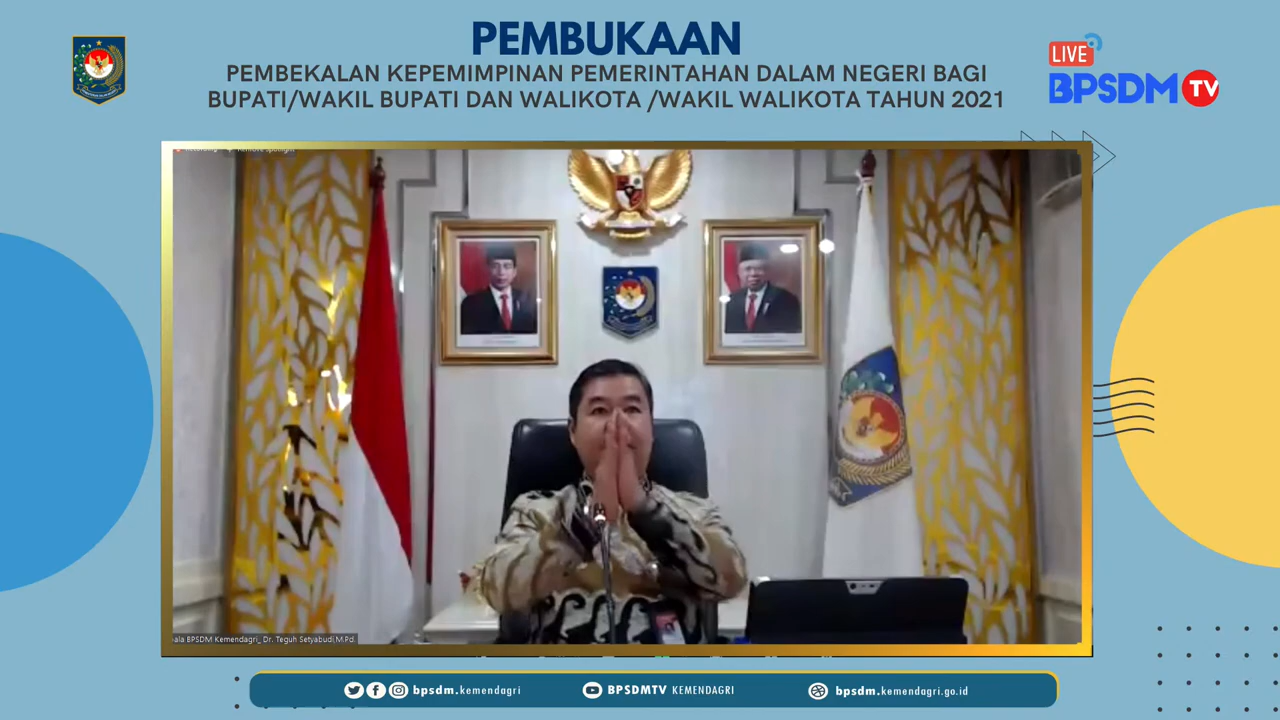 PEMBUKAAN
PEMBEKALAN KEPEMIMPINAN PEMERINTAHAN DALAM NEGERI BAGI
BUPATI/WAKIL BUPATI DAN WALIKOTA /WAKIL WALIKOTA TAHUN 2021
LIVE
BPSDM TV
ala BPSDM Kemendagri_ Dr. Teguh Setyabudi,M.Pd.
bpsdm.kemendagri
BPSDMTV KEMENDAGRI
bpsdm.kemendagri.go.id